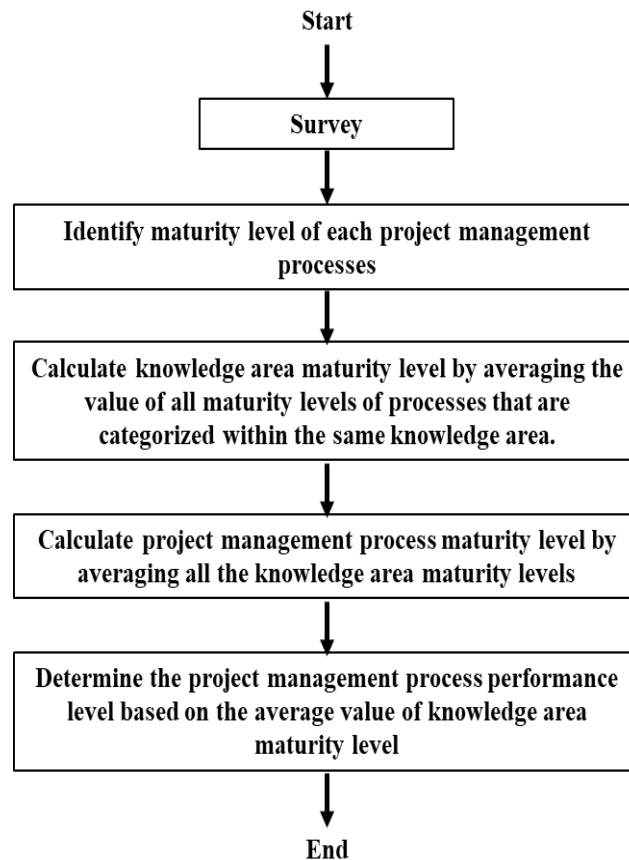 Start
Survey
Identify maturity level of each project management
processes
Calculate knowledge area maturity level by averaging the
value of all maturity levels of processes that are
categorized within the same knowledge area.
Calculate project management process maturity level by
averaging all the knowledge area maturity levels
Determine the project management process performance
level based on the average value of knowledge area
maturity level
End